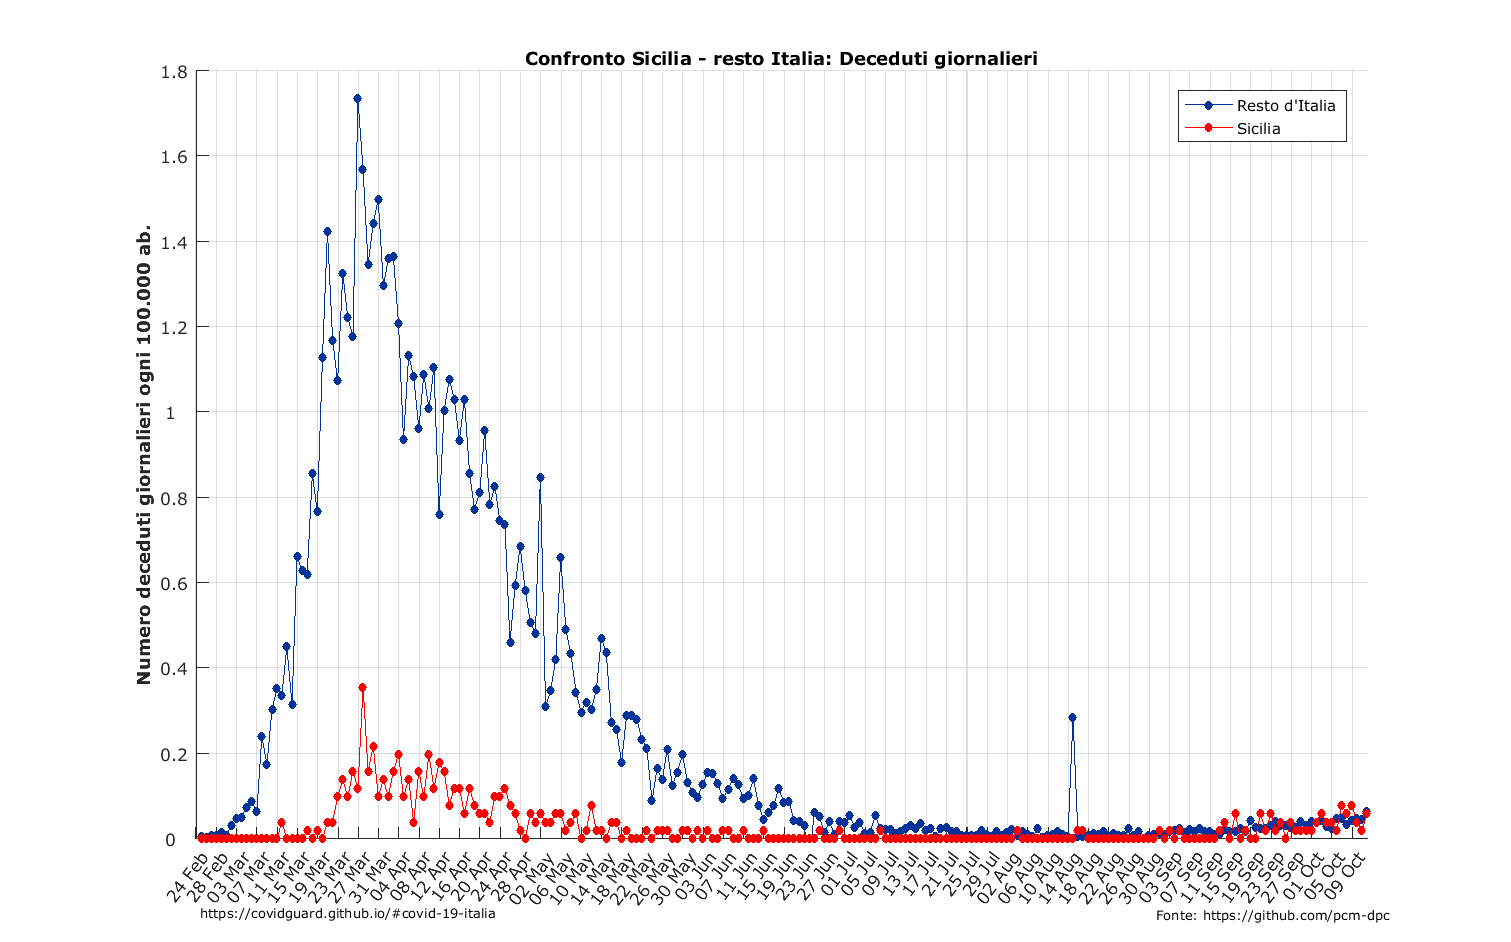 Confronto Sicilia - resto Italia: Deceduti giornalieri
Numero deceduti giornalieri ogni 100.000 ab.
1.8
1.6
1.4
1.2
1
0.8
0.6
0.4
0.2
0
Resto d'Italia
Sicilia
24 Feb
28 Feb
03 Mar
07 Mar
11 Mar
15 Mar
19 Mar
23 Mar
27 Mar
31 Mar
04 Apr
08 Apr
12 Apr
16 Apr
20 Apr
24 Apr
28 Apr
02 May
06 May
10 May
14 May
18 May
22 May
26 May
30 May
03 Jun
07 Jun
11 Jun
15 Jun
19 Jun
23 Jun
27 Jun
01 Jul
05 Jul
09 Jul
13 Jul
17 Jul
21 Jul
25 Jul
29 Jul
02 Aug
06 Aug
10 Aug
14 Aug
18 Aug
22 Aug
26 Aug
30 Aug
03 Sep
07 Sep
11 Sep
15 Sep
19 Sep
23 Sep
27 Sep
01 Oct
05 Oct
09 Oct
https://covidguard.github.io/#covid-19-italia
Fonte: https://github.com/pcm-dpc